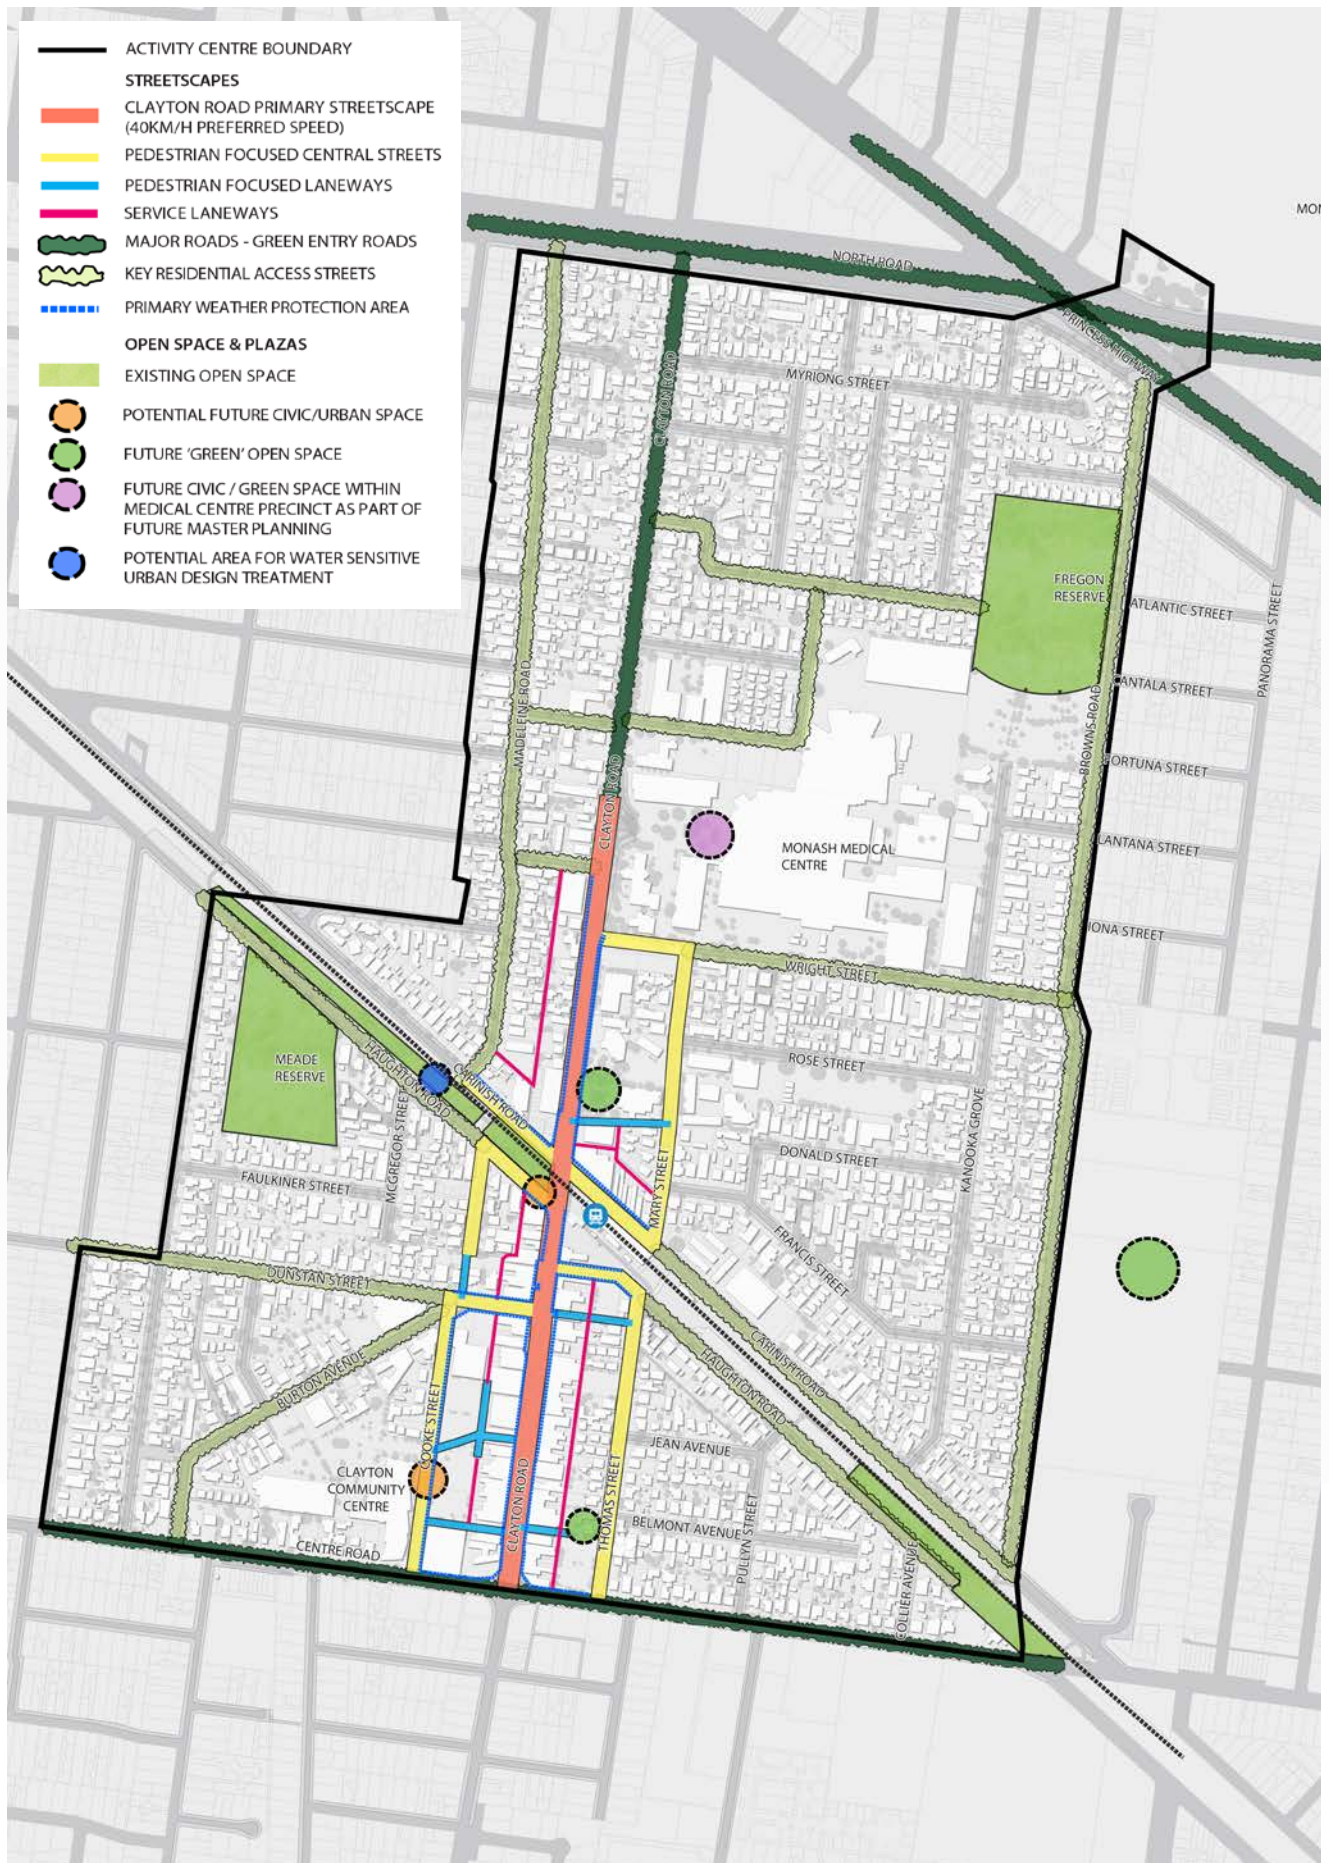 ACTIVITY CENTRE BOUNDARY
STREETSCAPES
CLAYTON ROAD PRIMARY STREETSCAPE
(40KM/H PREFERRED SPEED)
PEDESTRIAN FOCUSED CENTRAL STREETS
PEDESTRIAN FOCUSED LANEWAYS
SERVICE LANEWAYS
MAJOR ROADS - GREEN ENTRY ROADS
KEY RESIDENTIAL ACCESS STREETS
PRIMARY WEATHER PROTECTION AREA
OPEN SPACE & PLAZAS
EXISTING OPEN SPACE
POTENTIAL FUTURE CIVIC/URBAN SPACE
FUTURE 'GREEN' OPEN SPACE
FUTURE CIVIC / GREEN SPACE WITHIN
MEDICAL CENTRE PRECINCT AS PART OF
FUTURE MASTER PLANNING
POTENTIAL AREA FOR WATER SENSITIVE
URBAN DESIGN TREATMENT
MON
NORTH ROAD
PRINCESS HIGHWAY
CLAYTON ROAD
MYRIONG STREET
FREGON
RESERVE
ATLANTIC STREET
PANORAMA STREET
CANTALA STREET
MADELEINE ROAD
BROWNS ROAD
FORTUNA STREET
CLAYTON ROAD
MONASH MEDICAL
CENTRE
LANTANA STREET
IONA STREET
WRIGHT STREET
MEADE
RESERVE
HAUGHTON ROAD
CARINISH ROAD
ROSE STREET
MCGREGOR STREET
KANOOKA GROVE
DONALD STREET
FAULKINER STREET
MARY STREET
FRANCIS STREET
DUNSTAN STREET
CARINISH ROAD
HAUGHTON ROAD
BURTON AVENUE
COOKE STREET
JEAN AVENUE
CLAYTON
COMMUNITY
CENTRE
CLAYTON ROAD
THOMAS STREET
BELMONT AVENUE
PULLYN STREET
COLLIER AVENUE
CENTRE ROAD